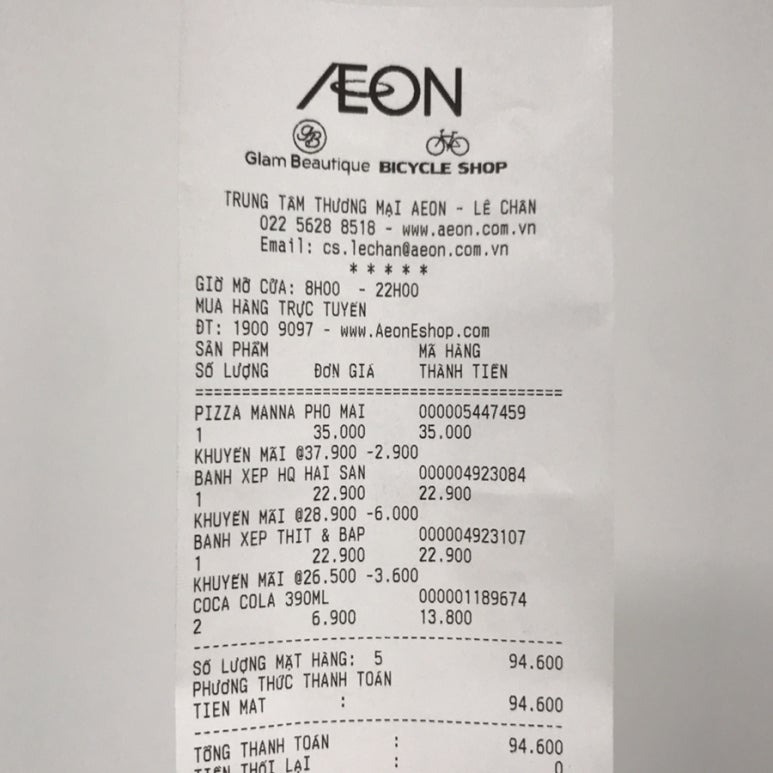 ÆON
gB
Glam Beautique BICYCLE SHOP
TRUNG TÂM THƯƠNG MẠI AEON - LÊ CHÂN
022 5628 8518 - www.aeon.com.vn
Email: cs.lechan@aeon.com.vn
* * * * *
GIỜ MỞ CỬA: 8H00 - 22H00
MUA HÀNG TRỰC TUYẾN
ĐT: 1900 9097 - www.AeonEshop.com
SẢN PHẨM MÃ HÀNG
SỐ LƯỢNG ĐƠN GIÁ THÀNH TIỀN
PIZZA MANNA PHO MAI 000005447459
1 35.000 35.000
KHUYẾN MÃI @37.900 -2.900
BANH XEP HQ HAI SAN 000004923084
1 22.900 22.900
KHUYẾN MÃI @28.900 -6.000
BANH XEP THIT & BAP 000004923107
1 22.900 22.900
KHUYẾN MÃI @26.500 -3.600
COCA COLA 390ML 000001189674
2 6.900 13.800
SỐ LƯỢNG MẶT HÀNG: 5 94.600
PHƯƠNG THỨC THANH TOÁN
TIEN MAT : 94.600
TỔNG THANH TOÁN : 94.600
TIỀN THỐI LẠI : 0